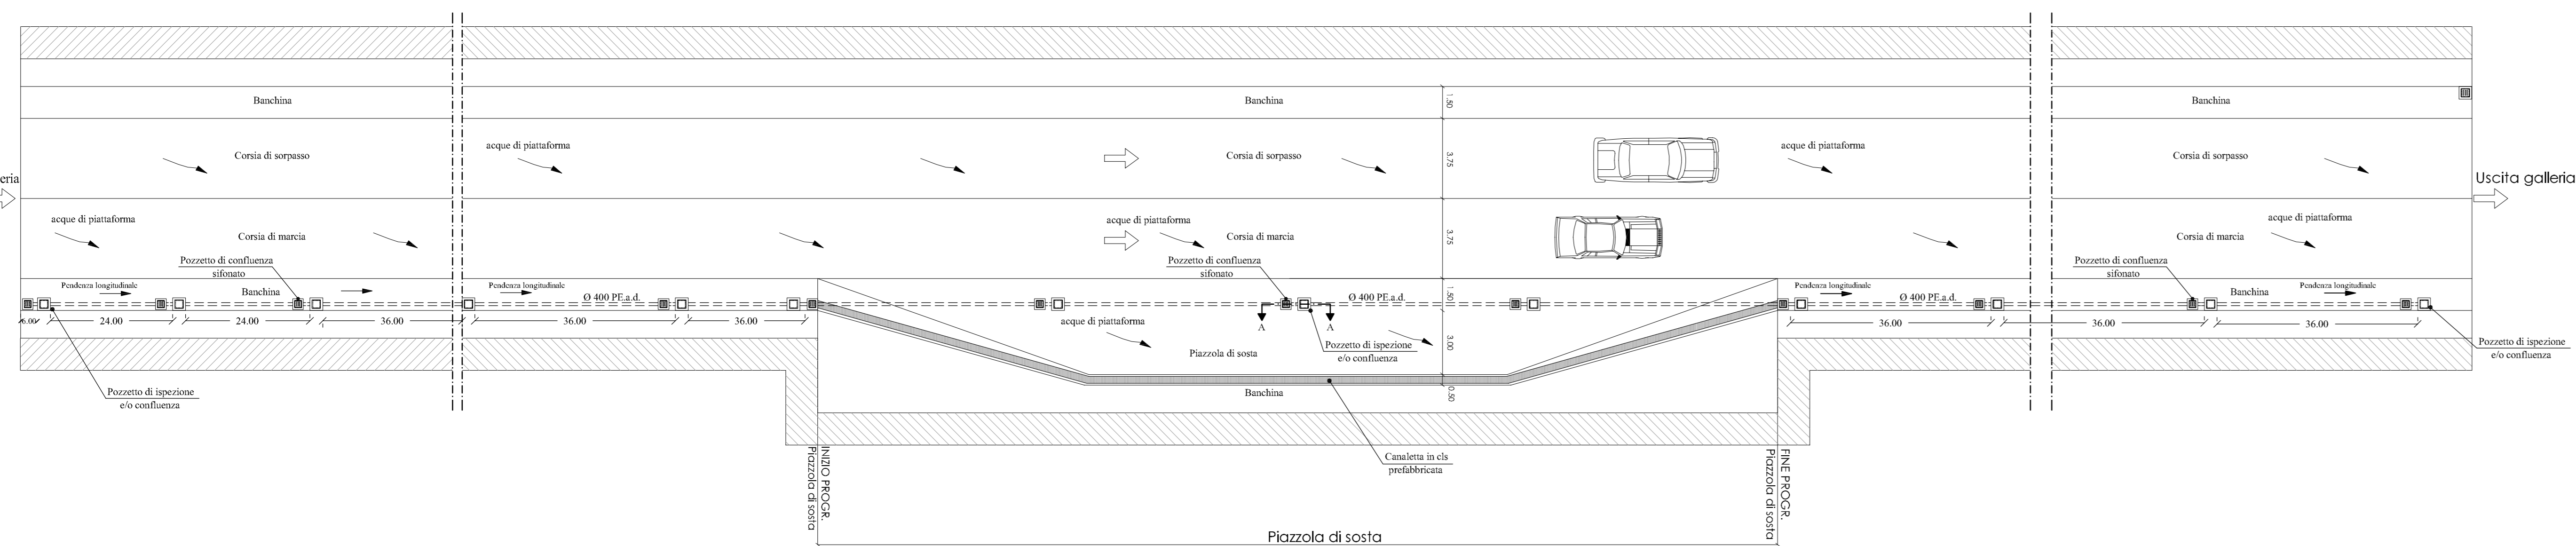 Banchina
Banchina
Banchina
1.50
Corsia di sorpasso
acque di piattaforma
Corsia di sorpasso
3.75
acque di piattaforma
Corsia di sorpasso
eria
Uscita galleria
acque di piattaforma
Corsia di marcia
acque di piattaforma
Corsia di marcia
3.75
acque di piattaforma
Corsia di marcia
Pozzetto di confluenza
sifonato
Pozzetto di confluenza
sifonato
Pozzetto di confluenza
sifonato
Pendenza longitudinale
Banchina
Pendenza longitudinale
Ø 400 PE.a.d.
Ø 400 PE.a.d.
1.50
Pendenza longitudinale
Ø 400 PE.a.d.
Banchina
Pendenza longitudinale
6.00
24.00
24.00
36.00
36.00
36.00
36.00
36.00
36.00
acque di piattaforma
A
A
Piazzola di sosta
Pozzetto di ispezione
e/o confluenza
3.00
Pozzetto di ispezione
e/o confluenza
Pozzetto di ispezione
e/o confluenza
Banchina
0.50
Canaletta in cls
prefabbricata
INIZIO PROGR.
Piazzola di sosta
FINE PROGR.
Piazzola di sosta
Piazzola di sosta